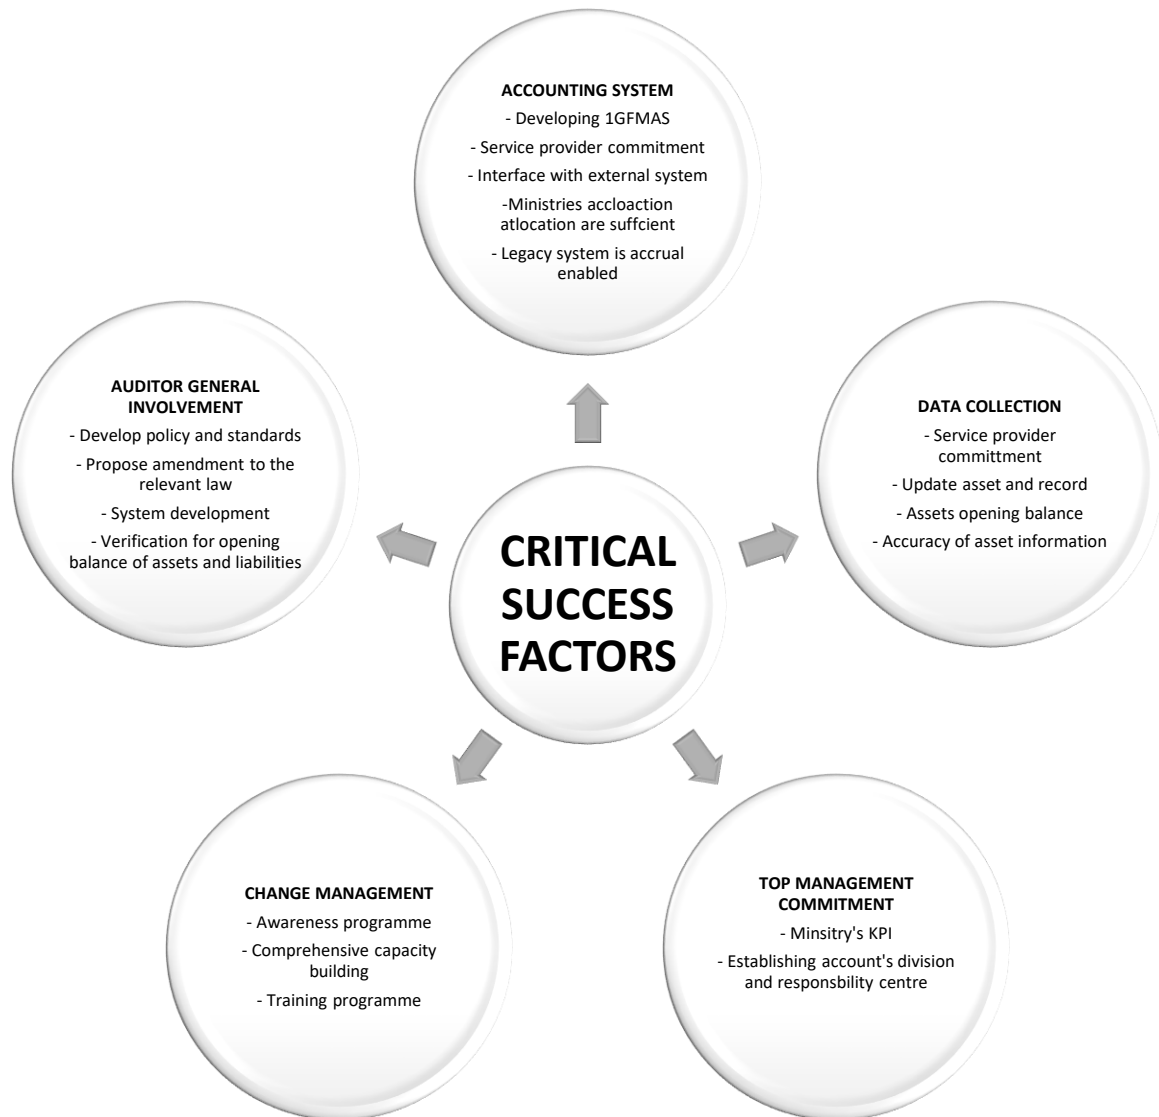 ACCOUNTING SYSTEM
- Developing 1GFMAS
- Service provider commitment
- Interface with external system
-Ministries accloaction
atlocation are suffcient
- Legacy system is accrual
enabled
AUDITOR GENERAL
INVOLVEMENT
- Develop policy and standards
- Propose amendment to the
relevant law
- System development
- Verification for opening
balance of assets and liabilities
DATA COLLECTION
- Service provider
committment
- Update asset and record
- Assets opening balance
- Accuracy of asset information
CRITICAL
SUCCESS
FACTORS
CHANGE MANAGEMENT
- Awareness programme
- Comprehensive capacity
building
- Training programme
TOP MANAGEMENT
COMMITMENT
- Minsitry's KPI
- Establishing account's division
and responsbility centre